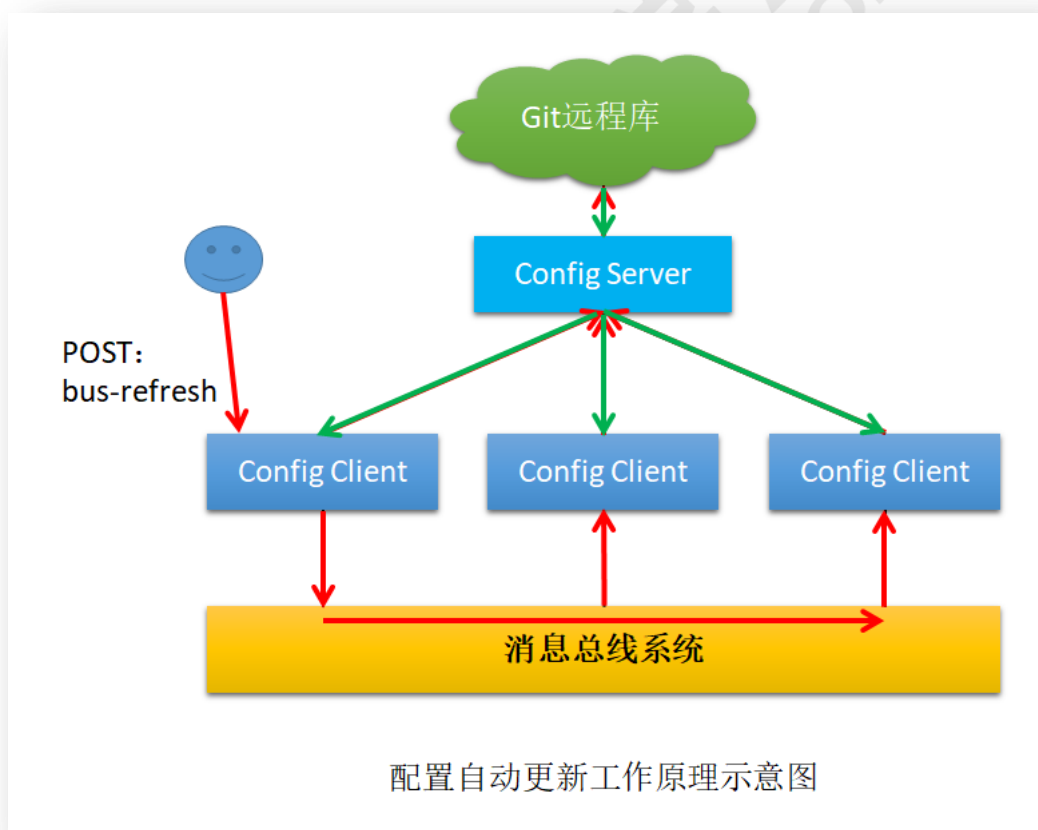 Git远程库
Config Server
POST：
bus-refresh
Config Client
Config Client
Config Client
消息总线系统
配置自动更新工作原理示意图